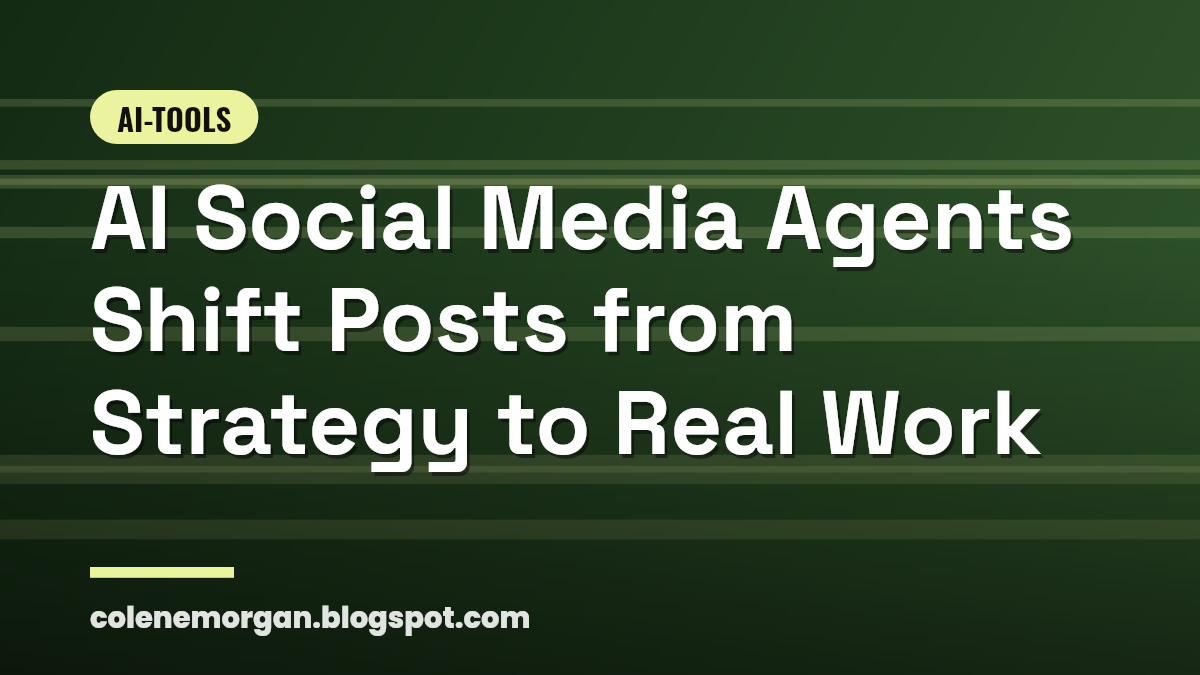 AI-TOOLS
AI Social Media Agents
Shift Posts from
Strategy to Real Work
colenemorgan.blogspot.com